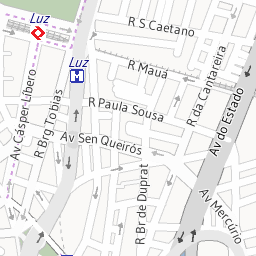 Luz
R S Caetano
R Mauá
Luz
R da Cantareira
R Paula Sousa
Av Cásper Líbero
R Brg Tobias
Av do Estado
Av Sen Queirós
R Br de Duprat
Av Mercúrio